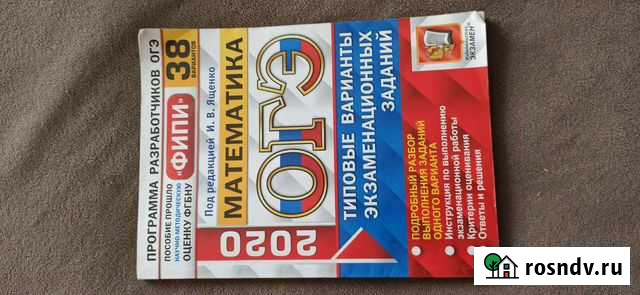 ПРОГРАММА РАЗРАБОТЧИКОВ ОГЭ
ПОСОБИЕ ПРОШЛО
НАУЧНО-МЕТОДИЧЕСКУЮ
ОЦЕНКУ ФГБНУ
«ФИПИ»
38
ВАРИАНТОВ
Под редакцией И. В. Ященко
МАТЕМАТИКА
ОГЭ
2020
ТИПОВЫЕ ВАРИАНТЫ
ЭКЗАМЕНАЦИОННЫХ
ЗАДАНИЙ
ПОДРОБНЫЙ РАЗБОР
ВЫПОЛНЕНИЯ ЗАДАНИЙ
ОДНОГО ВАРИАНТА
Инструкция по выполнению
экзаменационной работы
Критерии оценивания
Ответы и решения
ЭКЗАМЕН
rosndv.ru